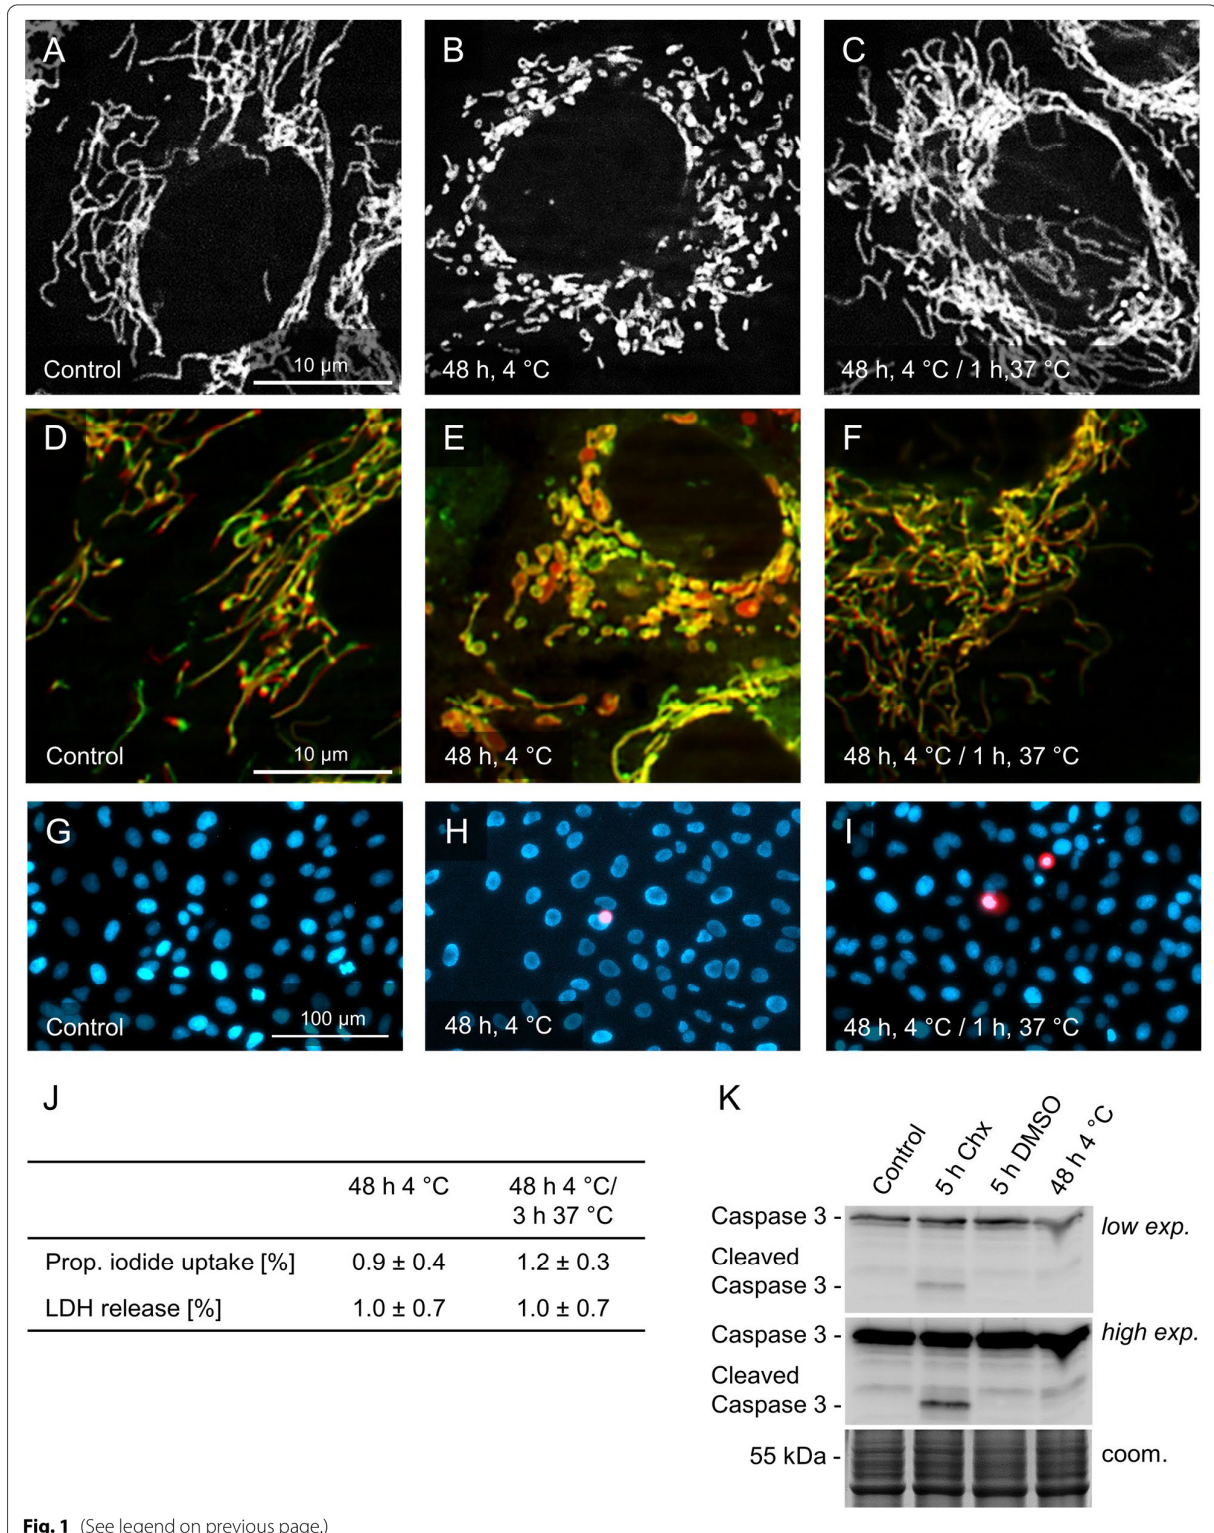 A
B
C
Control
10 µm
48 h, 4 °C
48 h, 4 °C / 1 h,37 °C
D
E
F
Control
10 µm
48 h, 4 °C
48 h, 4 °C / 1 h, 37 °C
G
H
I
Control
100 µm
48 h, 4 °C
48 h, 4 °C / 1 h, 37 °C
J
48 h 4 °C
48 h 4 °C/
3 h 37 °C
Prop. iodide uptake [%] 0.9 ± 0.4 1.2 ± 0.3
LDH release [%] 1.0 ± 0.7 1.0 ± 0.7
K
Control
5 h Chx
5 h DMSO
48 h 4 °C
Caspase 3 -
low exp.
Cleaved
Caspase 3 -
Caspase 3 -
high exp.
Cleaved
Caspase 3 -
55 kDa -
coom.
Fig. 1 (See legend on previous page.)